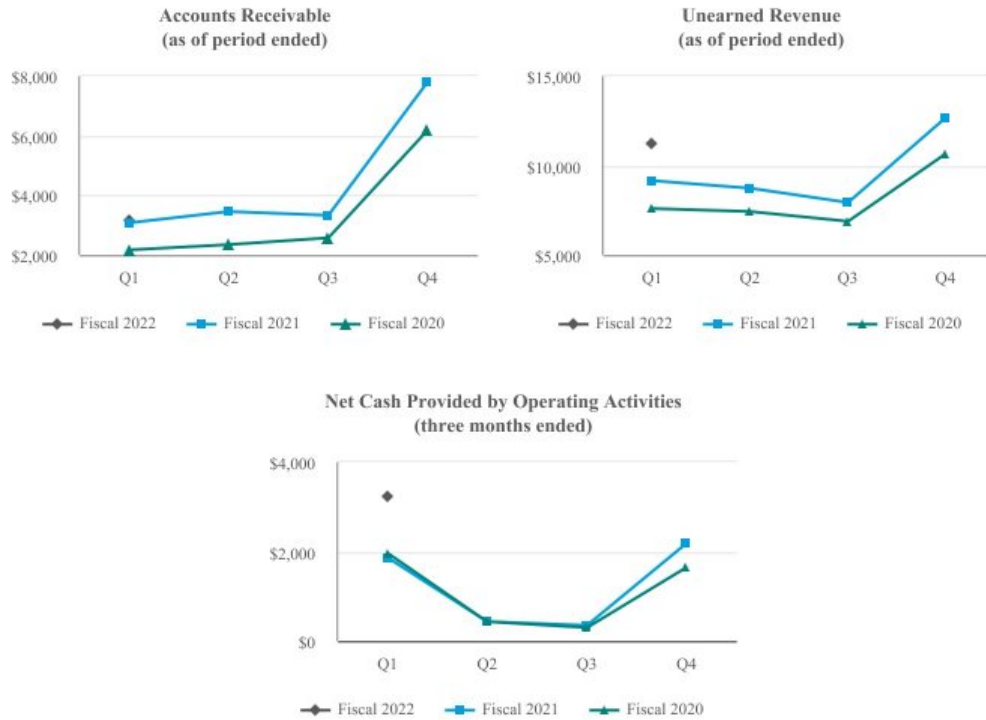 Accounts Receivable
(as of period ended)
$8,000
$6,000
$4,000
$2,000
Q1 Q2 Q3 Q4
Fiscal 2022 Fiscal 2021 Fiscal 2020
Unearned Revenue
(as of period ended)
$15,000
$10,000
$5,000
Q1 Q2 Q3 Q4
Fiscal 2022 Fiscal 2021 Fiscal 2020
Net Cash Provided by Operating Activities
(three months ended)
$4,000
$2,000
$0
Q1 Q2 Q3 Q4
Fiscal 2022 Fiscal 2021 Fiscal 2020